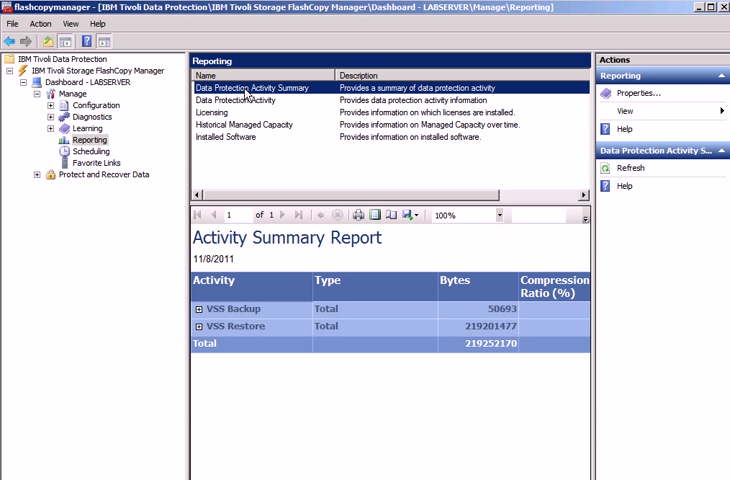 flashcopymanager - [IBM Tivoli Data Protection\IBM Tivoli Storage FlashCopy Manager\Dashboard - LABSERVER\Manage\Reporting]
File Action View Help
IBM Tivoli Data Protection
IBM Tivoli Storage FlashCopy Manager
Dashboard - LABSERVER
Manage
Configuration
Diagnostics
Learning
Reporting
Scheduling
Favorite Links
Protect and Recover Data
Reporting
Name Description
Data Protection Activity Summary Provides a summary of data protection activity
Data Protection Activity Provides data protection activity information
Licensing Provides information on which licenses are installed.
Historical Managed Capacity Provides information on Managed Capacity over time.
Installed Software Provides information on installed software.
1 of 1 100%
Activity Summary Report
11/8/2011
Activity Type Bytes Compression
Ratio (%)
VSS Backup Total 50693
VSS Restore Total 219201477
Total 219252170
Actions
Reporting
Properties...
View
Help
Data Protection Activity S...
Refresh
Help